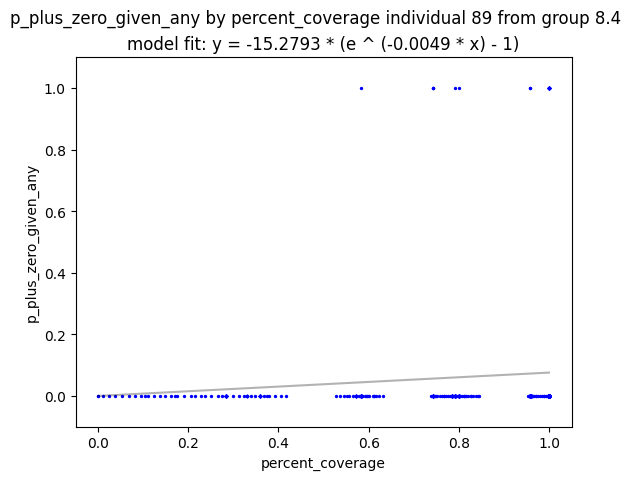 p_plus_zero_given_any by percent_coverage individual 89 from group 8.4
model fit: y = -15.2793 * (e ^ (-0.0049 * x) - 1)
1.0
0.8
0.6
0.4
0.2
0.0
p_plus_zero_given_any
0.0 0.2 0.4 0.6 0.8 1.0
percent_coverage